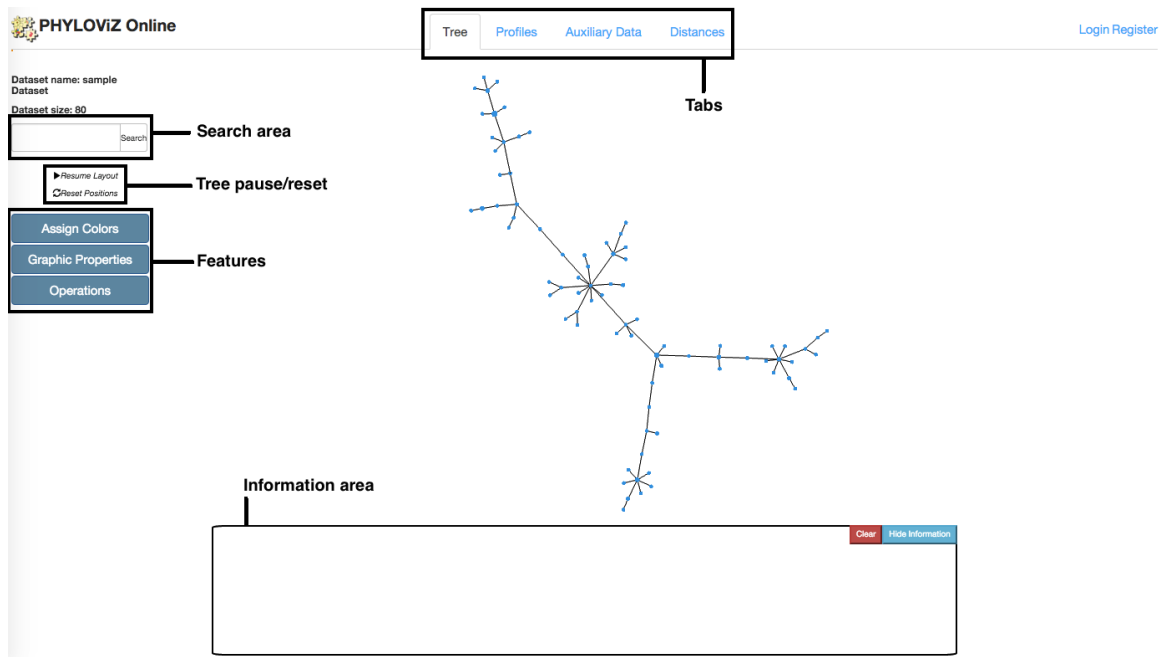 PHYLOViZ Online
Tree Profiles Auxiliary Data Distances
Login Register
Tabs
Dataset name: sample
Dataset
Dataset size: 80
Search
Search area
Resume Layout
Reset Positions
Tree pause/reset
Assign Colors
Graphic Properties
Operations
Features
Information area
Clear Hide Information